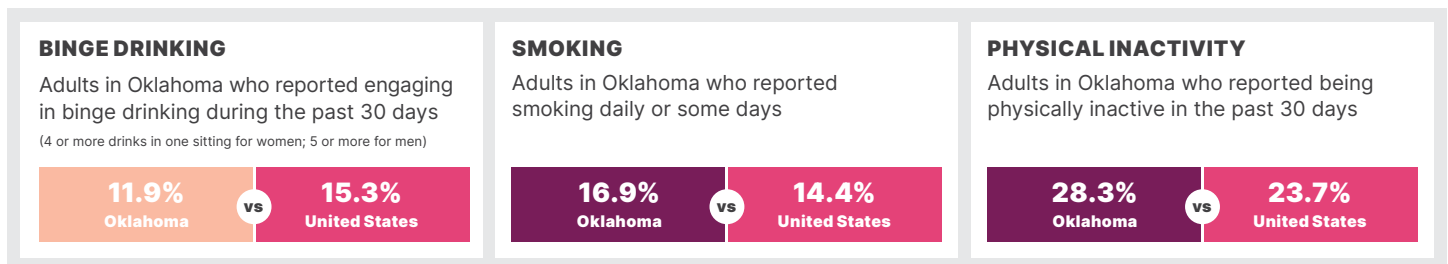 BINGE DRINKING
Adults in Oklahoma who reported engaging
in binge drinking during the past 30 days
(4 or more drinks in one sitting for women; 5 or more for men)
11.9%
Oklahoma
vs
15.3%
United States
SMOKING
Adults in Oklahoma who reported
smoking daily or some days
16.9%
Oklahoma
vs
14.4%
United States
PHYSICAL INACTIVITY
Adults in Oklahoma who reported being
physically inactive in the past 30 days
28.3%
Oklahoma
vs
23.7%
United States